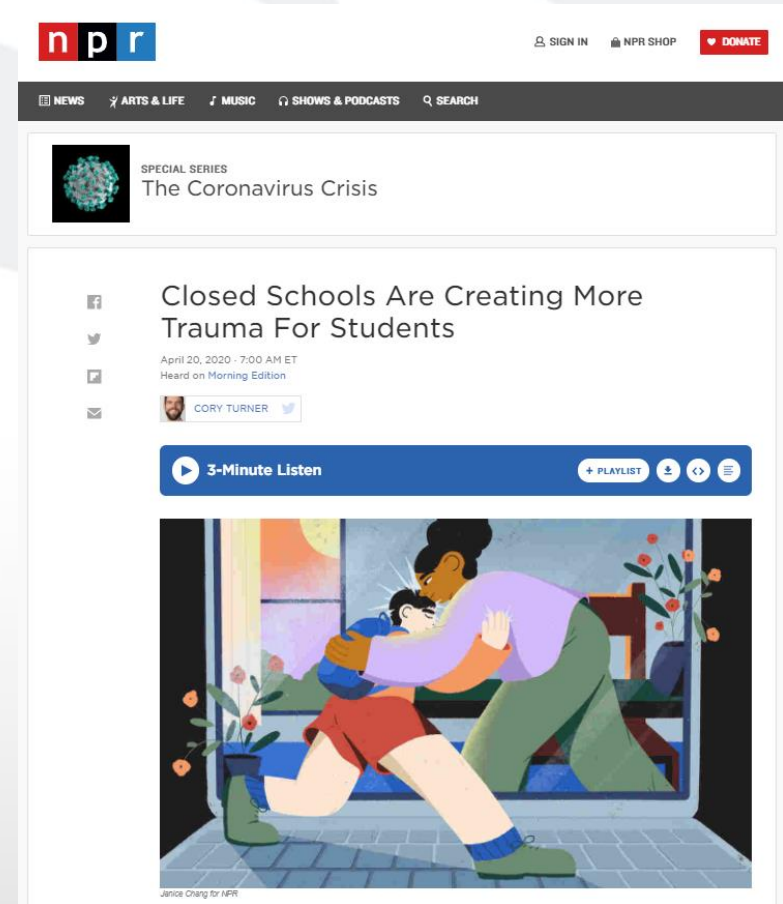 npr
SIGN IN NPR SHOP DONATE
NEWS ARTS & LIFE MUSIC SHOWS & PODCASTS SEARCH
SPECIAL SERIES
The Coronavirus Crisis
Closed Schools Are Creating More
Trauma For Students
April 20, 2020 · 7:00 AM ET
Heard on Morning Edition
CORY TURNER
3-Minute Listen + PLAYLIST
Janice Chang for NPR